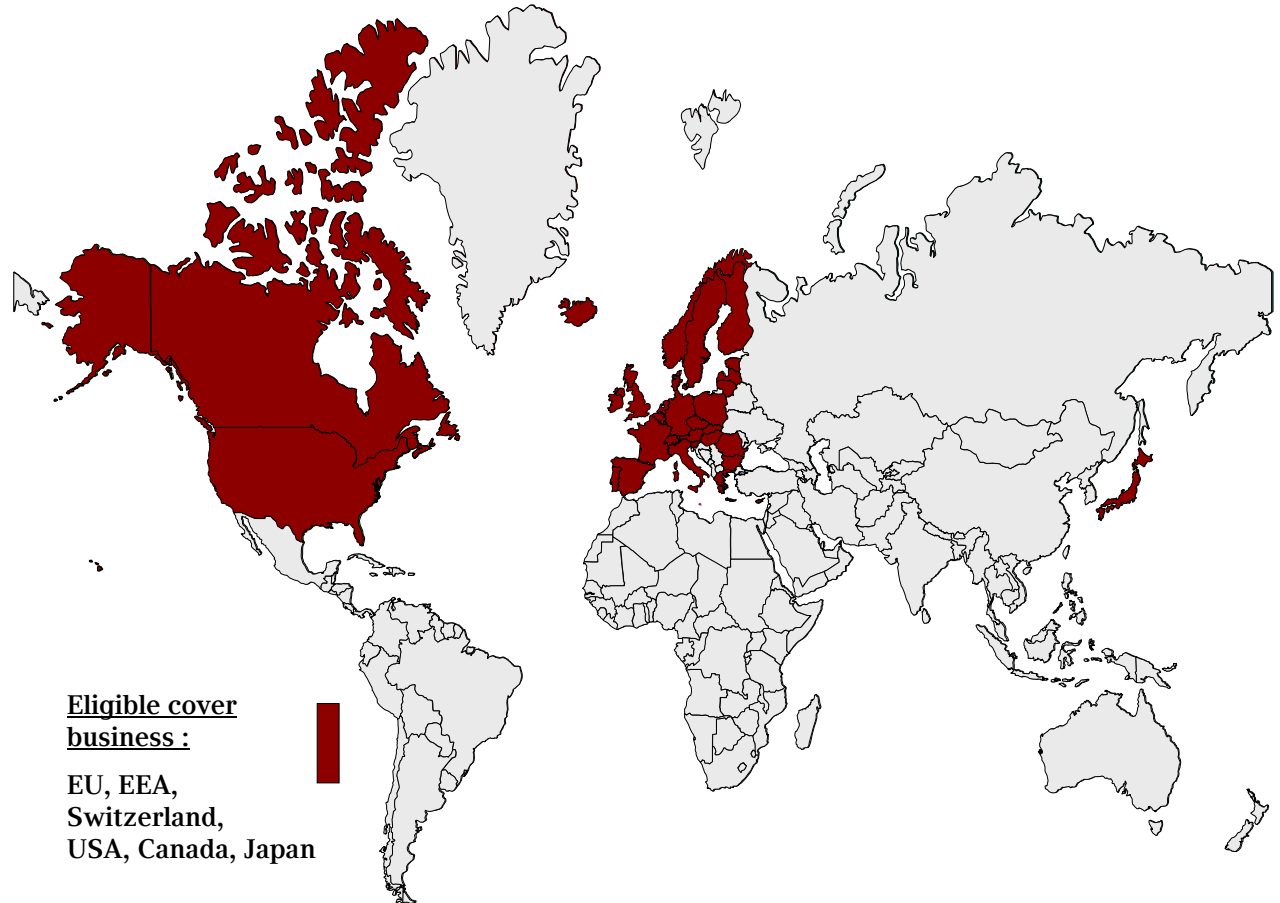 Eligible cover
business :
EU, EEA,
Switzerland,
USA, Canada, Japan